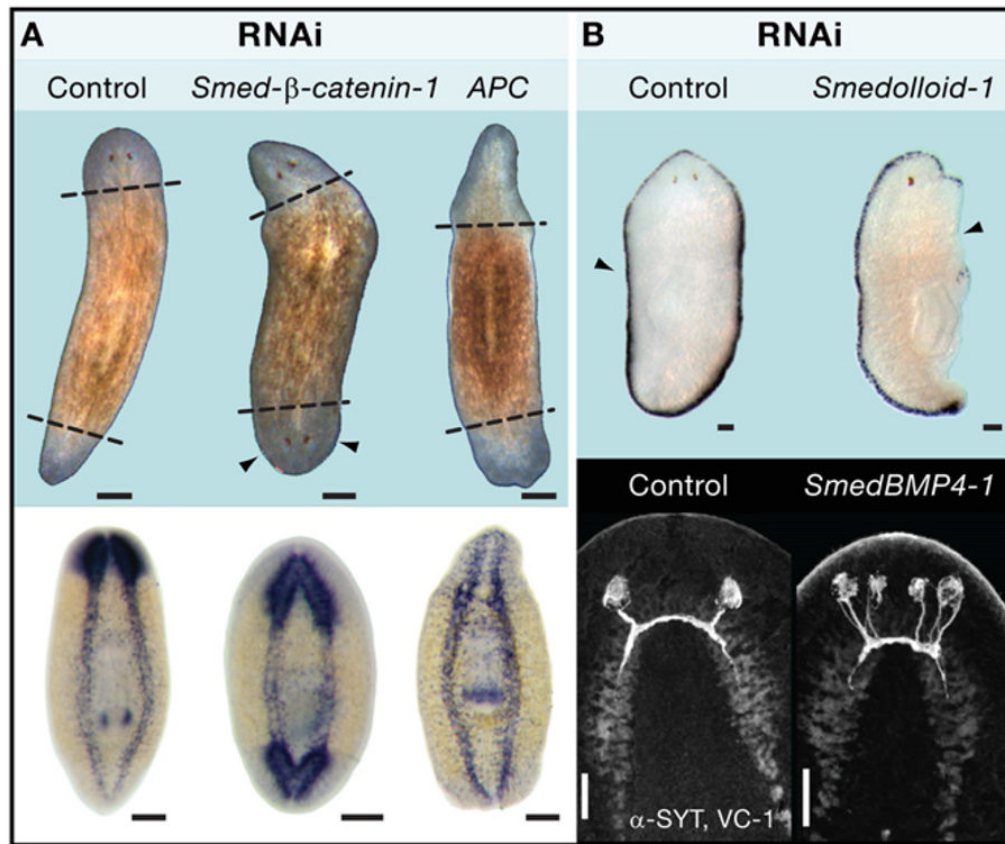 A RNAi
Control Smed-β-catenin-1 APC
B RNAi
Control Smedolloid-1
Control SmedBMP4-1
α-SYT, VC-1